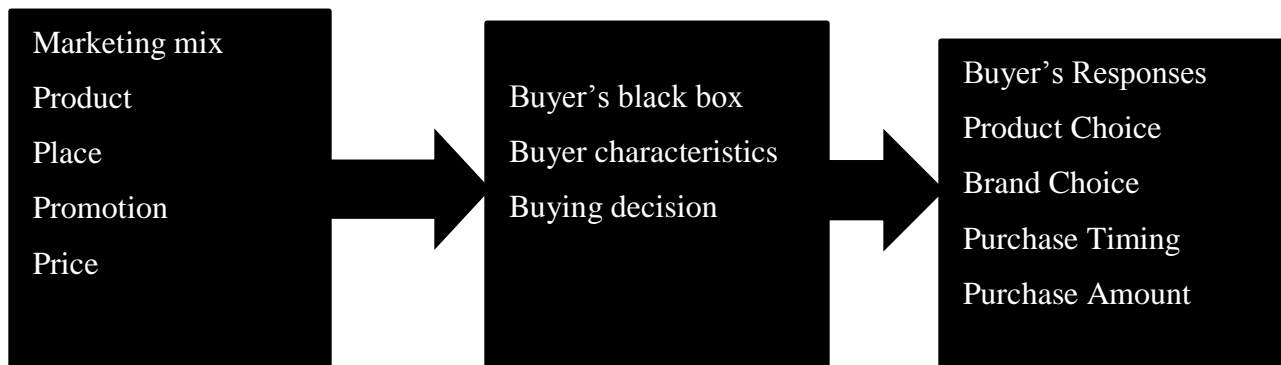 Marketing mix
Product
Place
Promotion
Price
Buyer’s black box
Buyer characteristics
Buying decision
Buyer’s Responses
Product Choice
Brand Choice
Purchase Timing
Purchase Amount